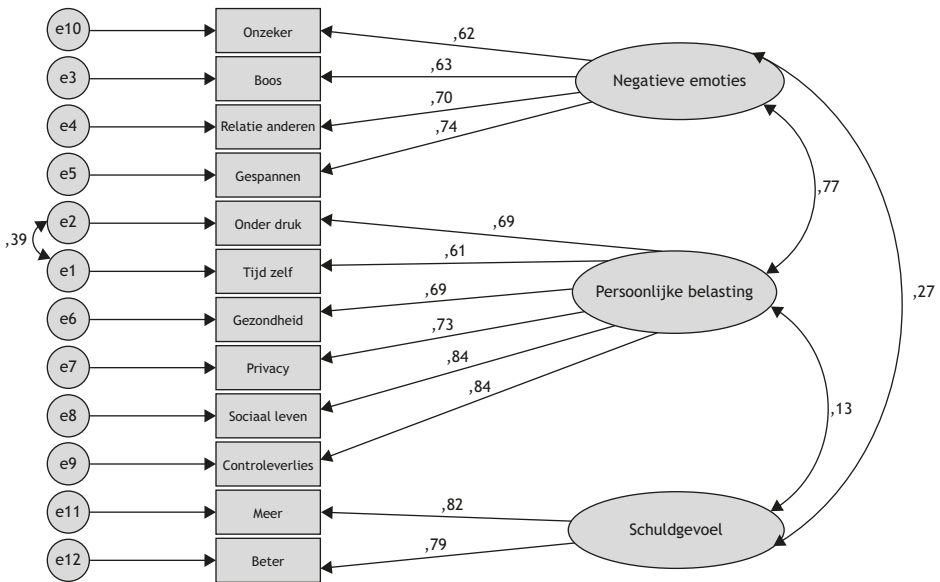 e10
Onzeker
,62
e3
Boos
,63
Negatieve emoties
e4
Relatie anderen
,70
e5
Gespannen
,74
,77
e2
Onder druk
,69
,39
e1
Tijd zelf
,61
e6
Gezondheid
,69
Persoonlijke belasting
,27
e7
Privacy
,73
e8
Sociaal leven
,84
,13
e9
Controleverlies
,84
e11
Meer
,82
Schuldgevoel
e12
Beter
,79